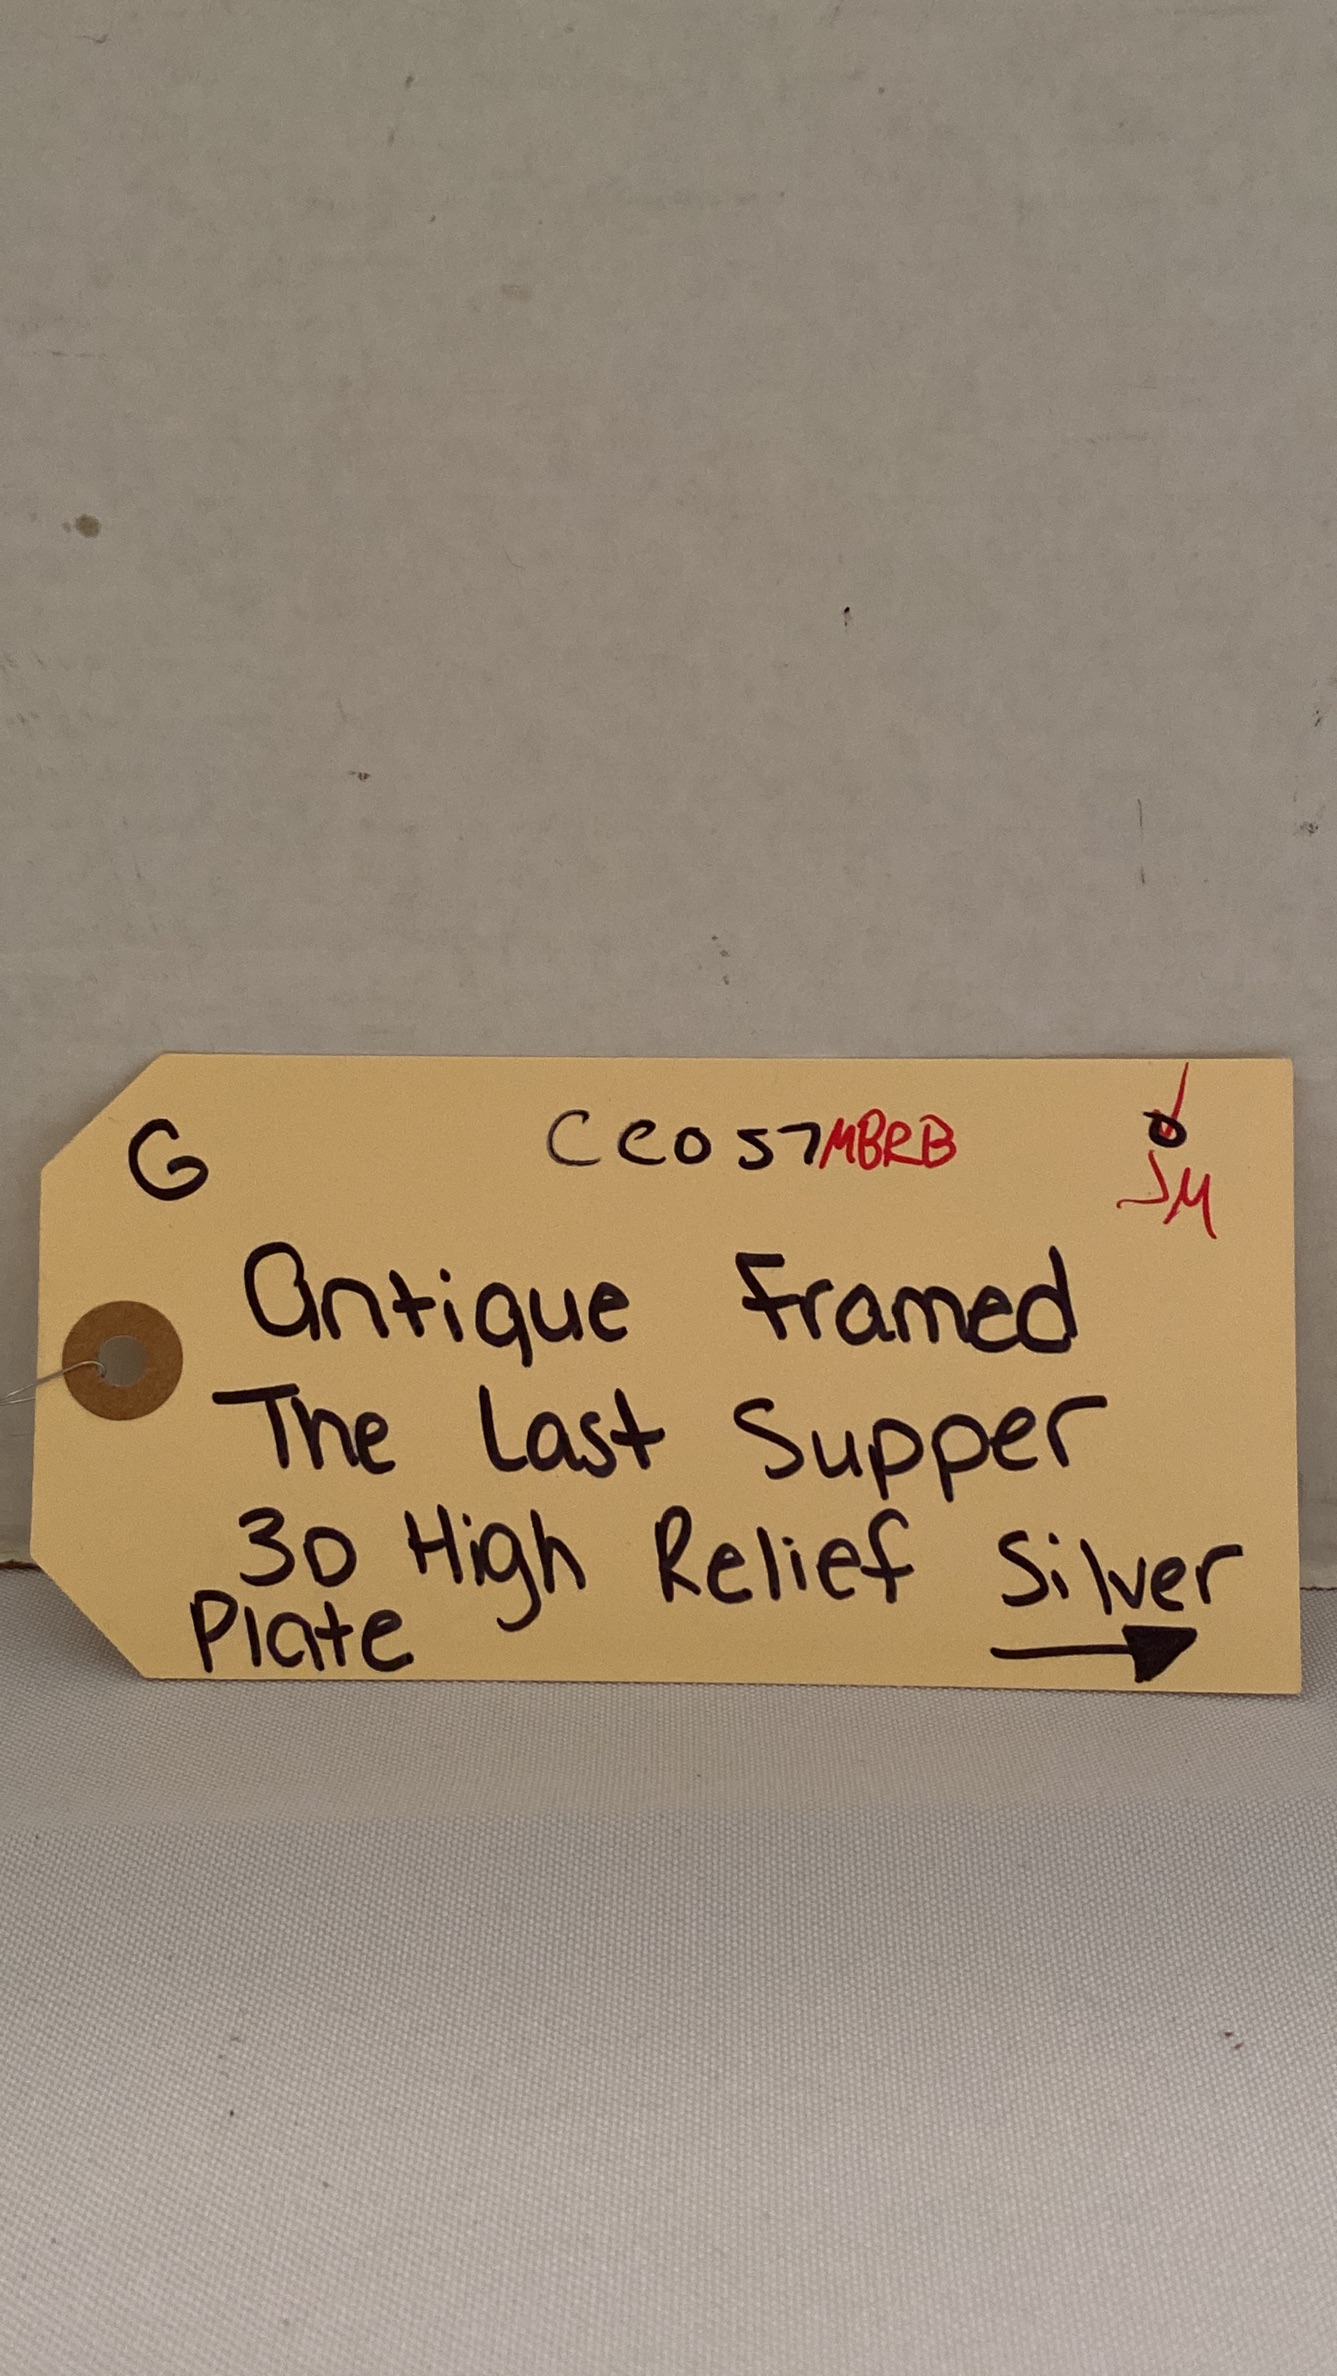 G CC057MBRB
JM
Antique Framed
The Last Supper
3D High Relief Silver
Plate